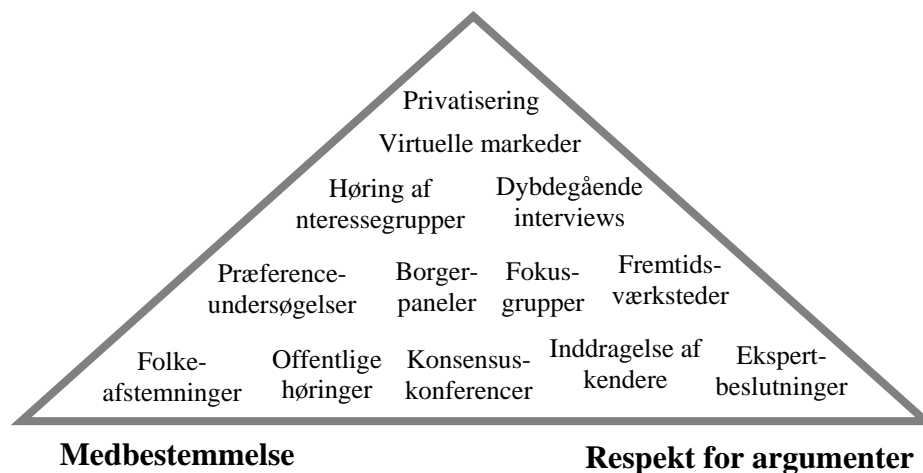 Privatisering
Virtuelle markeder
Høring af
nteressegrupper
Dybdegående
interviews
Præference-
undersøgelser
Borger-
paneler
Fokus-
grupper
Fremtids-
værksteder
Folke-
afstemninger
Offentlige
høringer
Konsensus-
konferencer
Inddragelse af
kendere
Ekspert-
beslutninger
Medbestemmelse
Respekt for argumenter